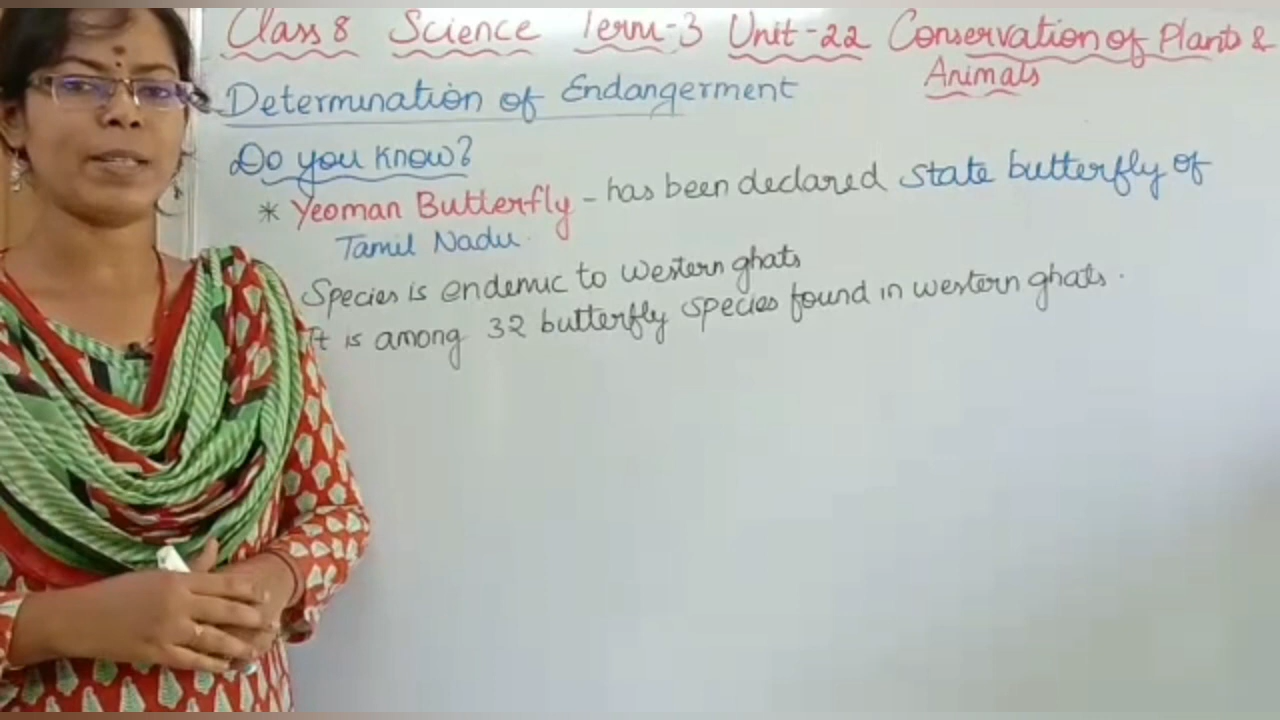 Class 8 Science Term-3 Unit-22 Conservation of Plants &
Animals
Determination of Endangerment
Do you know?
* Yeoman Butterfly - has been declared state butterfly of
Tamil Nadu.
Species is endemic to western ghats
It is among 32 butterfly species found in western ghats.